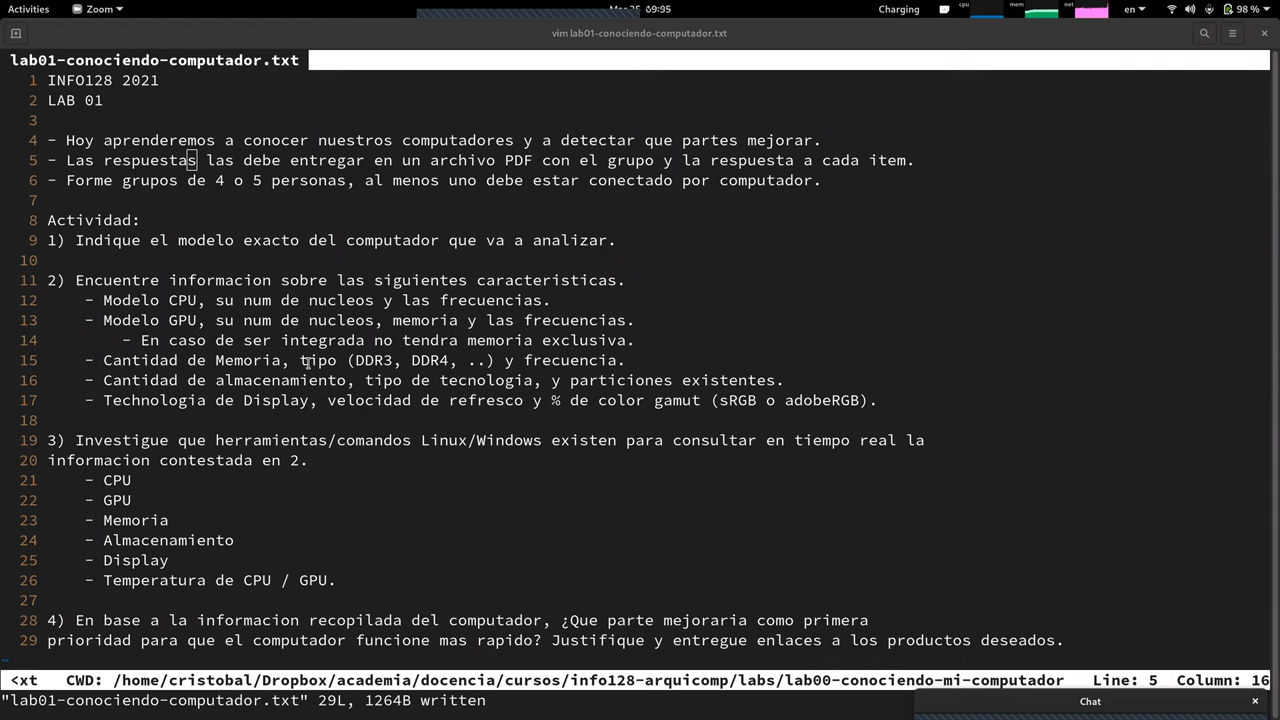 Activities Zoom Charging en 98 %
vim lab01-conociendo-computador.txt
lab01-conociendo-computador.txt
1 INFO128 2021
2 LAB 01
3
4 - Hoy aprenderemos a conocer nuestros computadores y a detectar que partes mejorar.
5 - Las respuestas las debe entregar en un archivo PDF con el grupo y la respuesta a cada item.
6 - Forme grupos de 4 o 5 personas, al menos uno debe estar conectado por computador.
7
8 Actividad:
9 1) Indique el modelo exacto del computador que va a analizar.
10
11 2) Encuentre informacion sobre las siguientes caracteristicas.
12 - Modelo CPU, su num de nucleos y las frecuencias.
13 - Modelo GPU, su num de nucleos, memoria y las frecuencias.
14 - En caso de ser integrada no tendra memoria exclusiva.
15 - Cantidad de Memoria, tipo (DDR3, DDR4, ..) y frecuencia.
16 - Cantidad de almacenamiento, tipo de tecnologia, y particiones existentes.
17 - Technologia de Display, velocidad de refresco y % de color gamut (sRGB o adobeRGB).
18
19 3) Investigue que herramientas/comandos Linux/Windows existen para consultar en tiempo real la
20 informacion contestada en 2.
21 - CPU
22 - GPU
23 - Memoria
24 - Almacenamiento
25 - Display
26 - Temperatura de CPU / GPU.
27
28 4) En base a la informacion recopilada del computador, ¿Que parte mejoraria como primera
29 prioridad para que el computador funcione mas rapido? Justifique y entregue enlaces a los productos deseados.
~
<xt CWD: /home/cristobal/Dropbox/academia/docencia/cursos/info128-arquicomp/labs/lab00-conociendo-mi-computador Line: 5 Column: 16
"lab01-conociendo-computador.txt" 29L, 1264B written
Chat